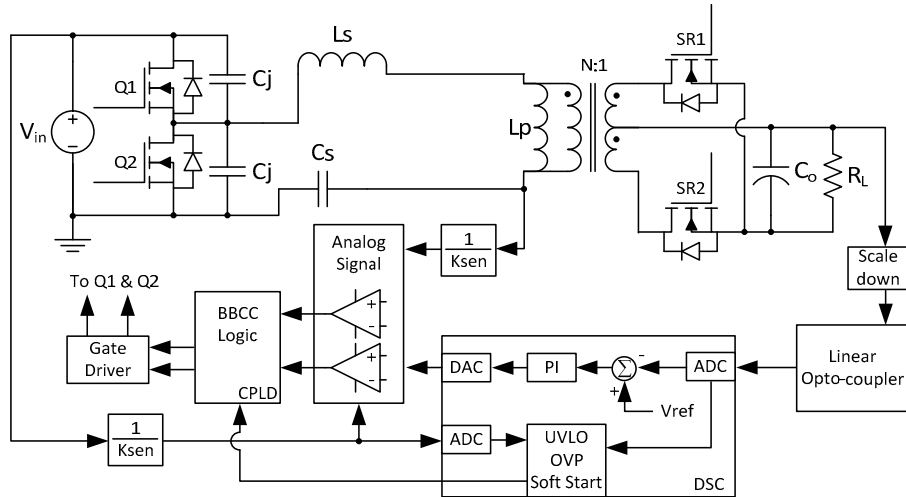 Ls
SR1
N:1
Q1
Cj
Vin
+
−
Lp
Q2
Cj
Cs
Co
RL
SR2
Analog
Signal
1
Ksen
Scale
down
To Q1 & Q2
BBCC
Logic
CPLD
+
-
+
-
Gate
Driver
DAC
PI
Σ
-
+
ADC
Vref
Linear
Opto-coupler
1
Ksen
ADC
UVLO
OVP
Soft Start
DSC